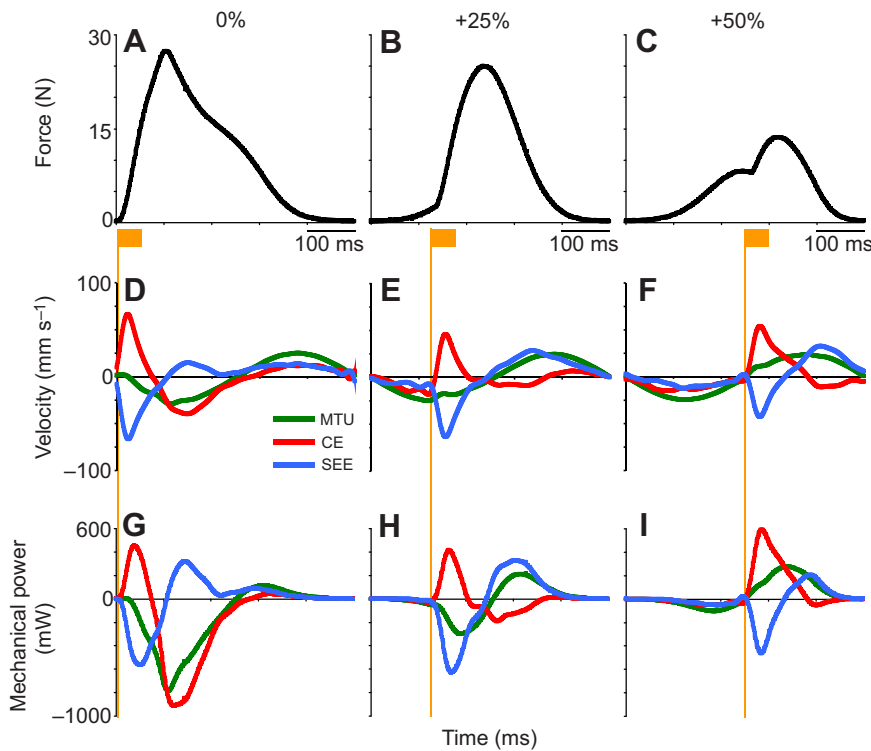 0% +25% +50%
A B C
30
15
0
Force (N)
100 ms 100 ms 100 ms
D E F
100
0
–100
Velocity (mm s–1)
MTU
CE
SEE
G H I
600
0
–1000
Mechanical power
(mW)
Time (ms)